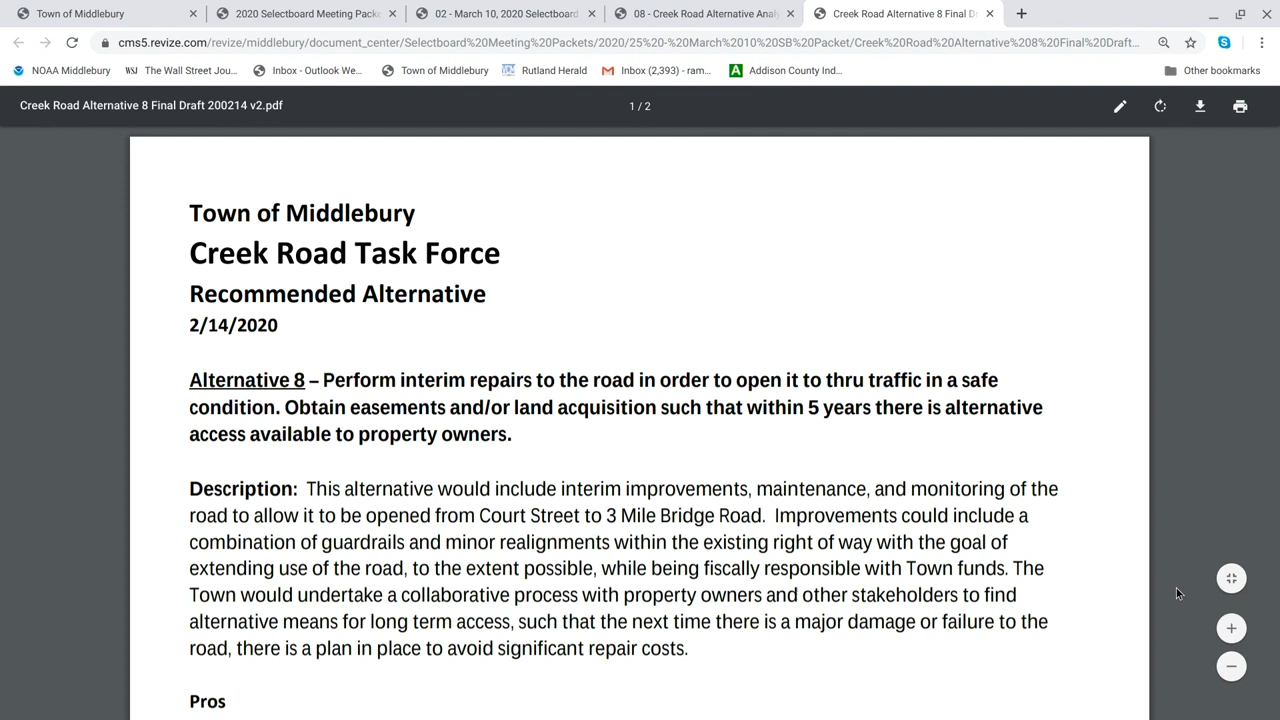 Town of Middlebury
2020 Selectboard Meeting Packe
02 - March 10, 2020 Selectboard
08 - Creek Road Alternative Anal
Creek Road Alternative 8 Final D
cms5.revize.com/revize/middlebury/document_center/Selectboard%20Meeting%20Packets/2020/25%20-%20March%2010%20SB%20Packet/Creek%20Road%20Alternative%208%20Final%20Draft...
NOAA Middlebury
WSJ The Wall Street Jou...
Inbox - Outlook We...
Town of Middlebury
Rutland Herald
Inbox (2,393) - ram...
A Addison County Ind...
Other bookmarks
Creek Road Alternative 8 Final Draft 200214 v2.pdf
1 / 2
Town of Middlebury
Creek Road Task Force
Recommended Alternative
2/14/2020
Alternative 8 – Perform interim repairs to the road in order to open it to thru traffic in a safe
condition. Obtain easements and/or land acquisition such that within 5 years there is alternative
access available to property owners.
Description: This alternative would include interim improvements, maintenance, and monitoring of the
road to allow it to be opened from Court Street to 3 Mile Bridge Road. Improvements could include a
combination of guardrails and minor realignments within the existing right of way with the goal of
extending use of the road, to the extent possible, while being fiscally responsible with Town funds. The
Town would undertake a collaborative process with property owners and other stakeholders to find
alternative means for long term access, such that the next time there is a major damage or failure to the
road, there is a plan in place to avoid significant repair costs.
Pros